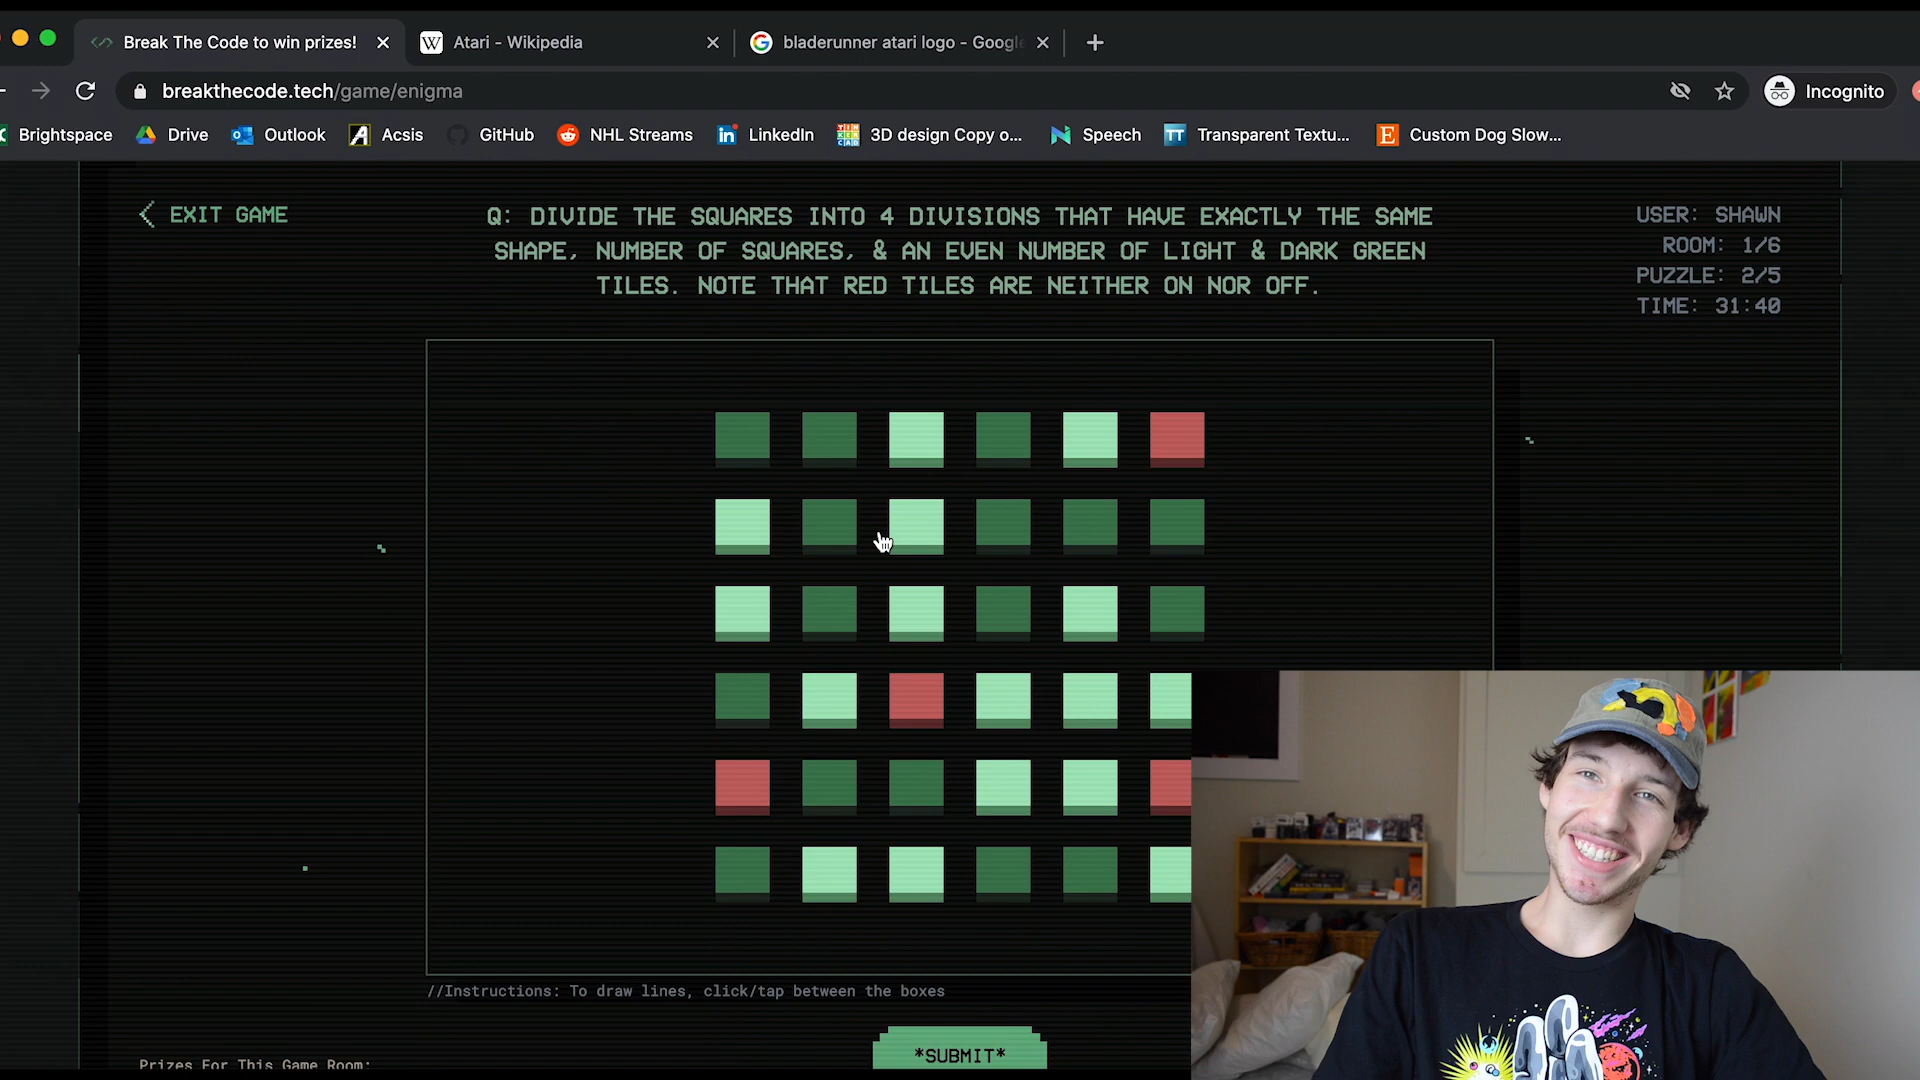 Break The Code to win prizes!
Atari - Wikipedia
bladerunner atari logo - Google
breakthecode.tech/game/enigma
Incognito
Brightspace
Drive
Outlook
Acsis
GitHub
NHL Streams
LinkedIn
3D design Copy o...
Speech
Transparent Textu...
Custom Dog Slow...
EXIT GAME
Q: DIVIDE THE SQUARES INTO 4 DIVISIONS THAT HAVE EXACTLY THE SAME
SHAPE, NUMBER OF SQUARES, & AN EVEN NUMBER OF LIGHT & DARK GREEN
TILES. NOTE THAT RED TILES ARE NEITHER ON NOR OFF.
USER: SHAWN
ROOM: 1/6
PUZZLE: 2/5
TIME: 31:40
//Instructions: To draw lines, click/tap between the boxes
*SUBMIT*
Prizes For This Game Room: